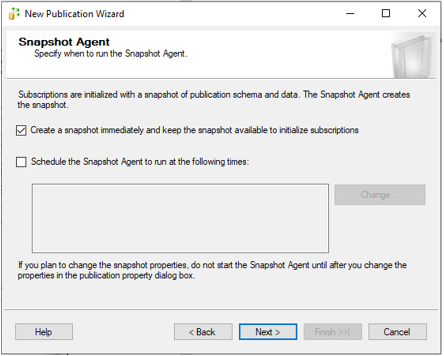 New Publication Wizard
Snapshot Agent
Specify when to run the Snapshot Agent.
Subscriptions are initialized with a snapshot of publication schema and data. The Snapshot Agent creates
the snapshot.
Create a snapshot immediately and keep the snapshot available to initialize subscriptions
Schedule the Snapshot Agent to run at the following times:
Change...
If you plan to change the snapshot properties, do not start the Snapshot Agent until after you change the
properties in the publication property dialog box.
Help
< Back
Next >
Finish >>|
Cancel